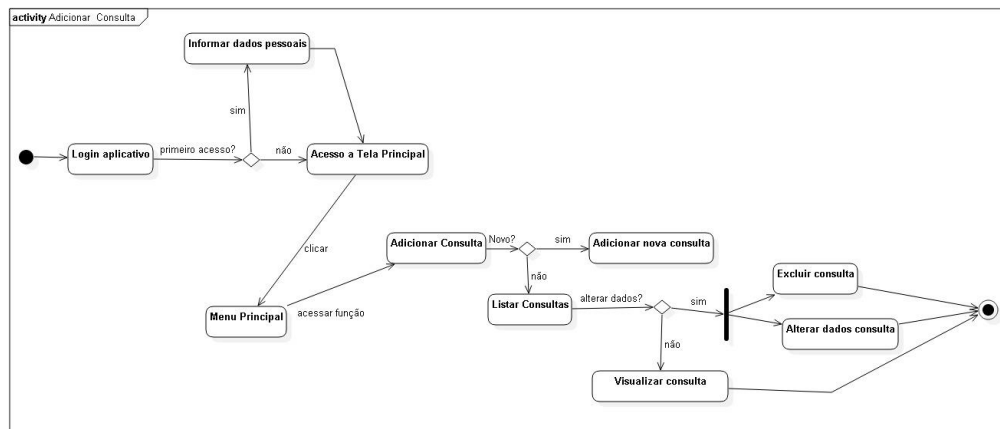 activity Adicionar Consulta
Informar dados pessoais
sim
Login aplicativo
primeiro acesso?
não
Acesso a Tela Principal
clicar
Menu Principal
acessar função
Adicionar Consulta
Novo?
sim
Adicionar nova consulta
não
Listar Consultas
alterar dados?
sim
Excluir consulta
Alterar dados consulta
não
Visualizar consulta